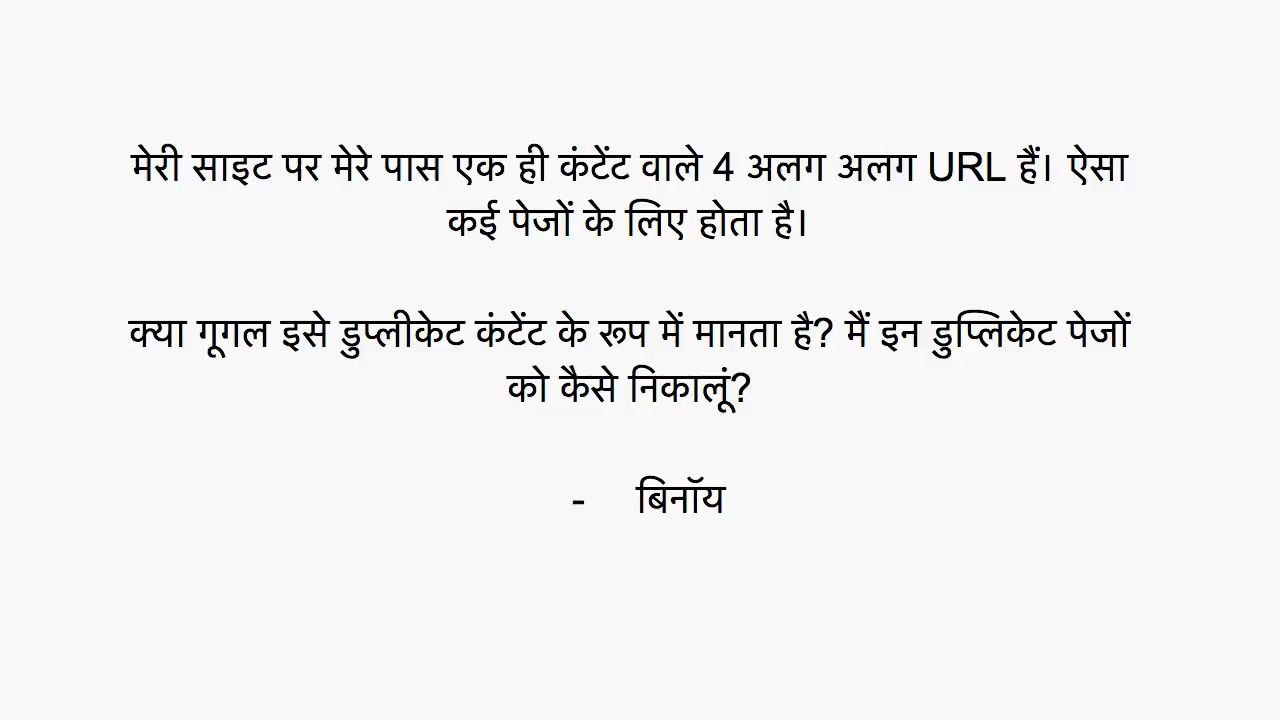 मेरी साइट पर मेरे पास एक ही कंटेंट वाले 4 अलग अलग URL हैं। ऐसा
कई पेजों के लिए होता है।
क्या गूगल इसे डुप्लीकेट कंटेंट के रूप में मानता है? मैं इन डुप्लिकेट पेजों
को कैसे निकालूं?
- बिनॉय